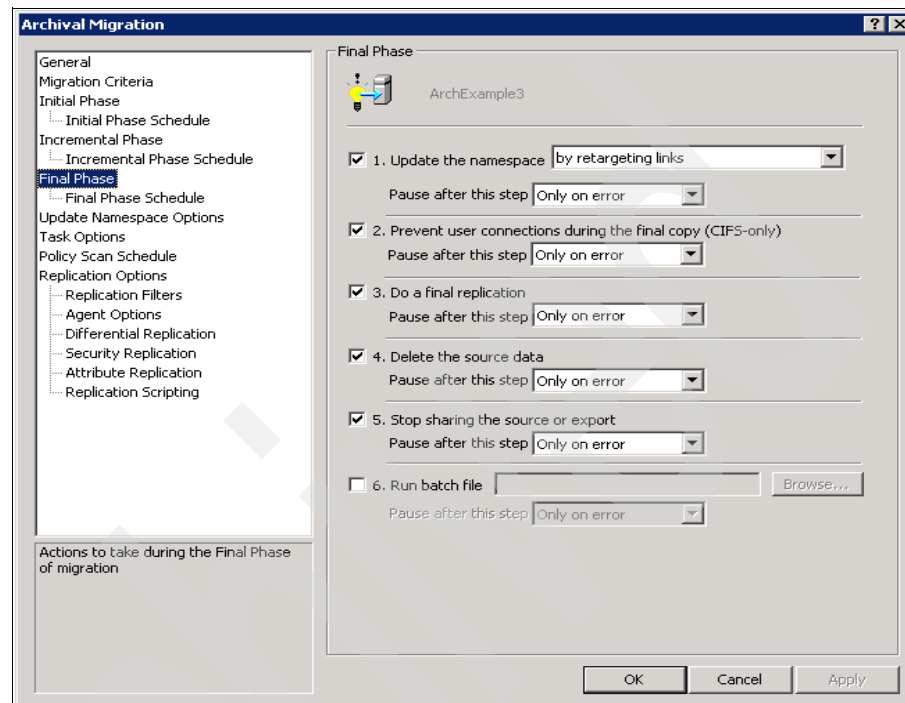 Archival Migration
General
Migration Criteria
Initial Phase
Initial Phase Schedule
Incremental Phase
Incremental Phase Schedule
Final Phase
Final Phase Schedule
Update Namespace Options
Task Options
Policy Scan Schedule
Replication Options
Replication Filters
Agent Options
Differential Replication
Security Replication
Attribute Replication
Replication Scripting
Actions to take during the Final Phase
of migration
Final Phase
ArchExample3
1. Update the namespace by retargeting links
Pause after this step Only on error
2. Prevent user connections during the final copy (CIFS-only)
Pause after this step Only on error
3. Do a final replication
Pause after this step Only on error
4. Delete the source data
Pause after this step Only on error
5. Stop sharing the source or export
Pause after this step Only on error
6. Run batch file Browse...
Pause after this step Only on error
OK Cancel Apply